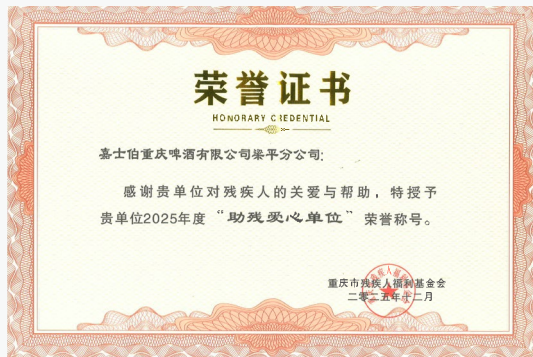 荣誉证书
HONORARY CREDENTIAL
嘉士伯重庆啤酒有限公司梁平分公司：
感谢贵单位对残疾人的关爱与帮助，特授予
贵单位2025年度“助残爱心单位”荣誉称号。
重庆市残疾人福利基金会
二〇二五年十二月